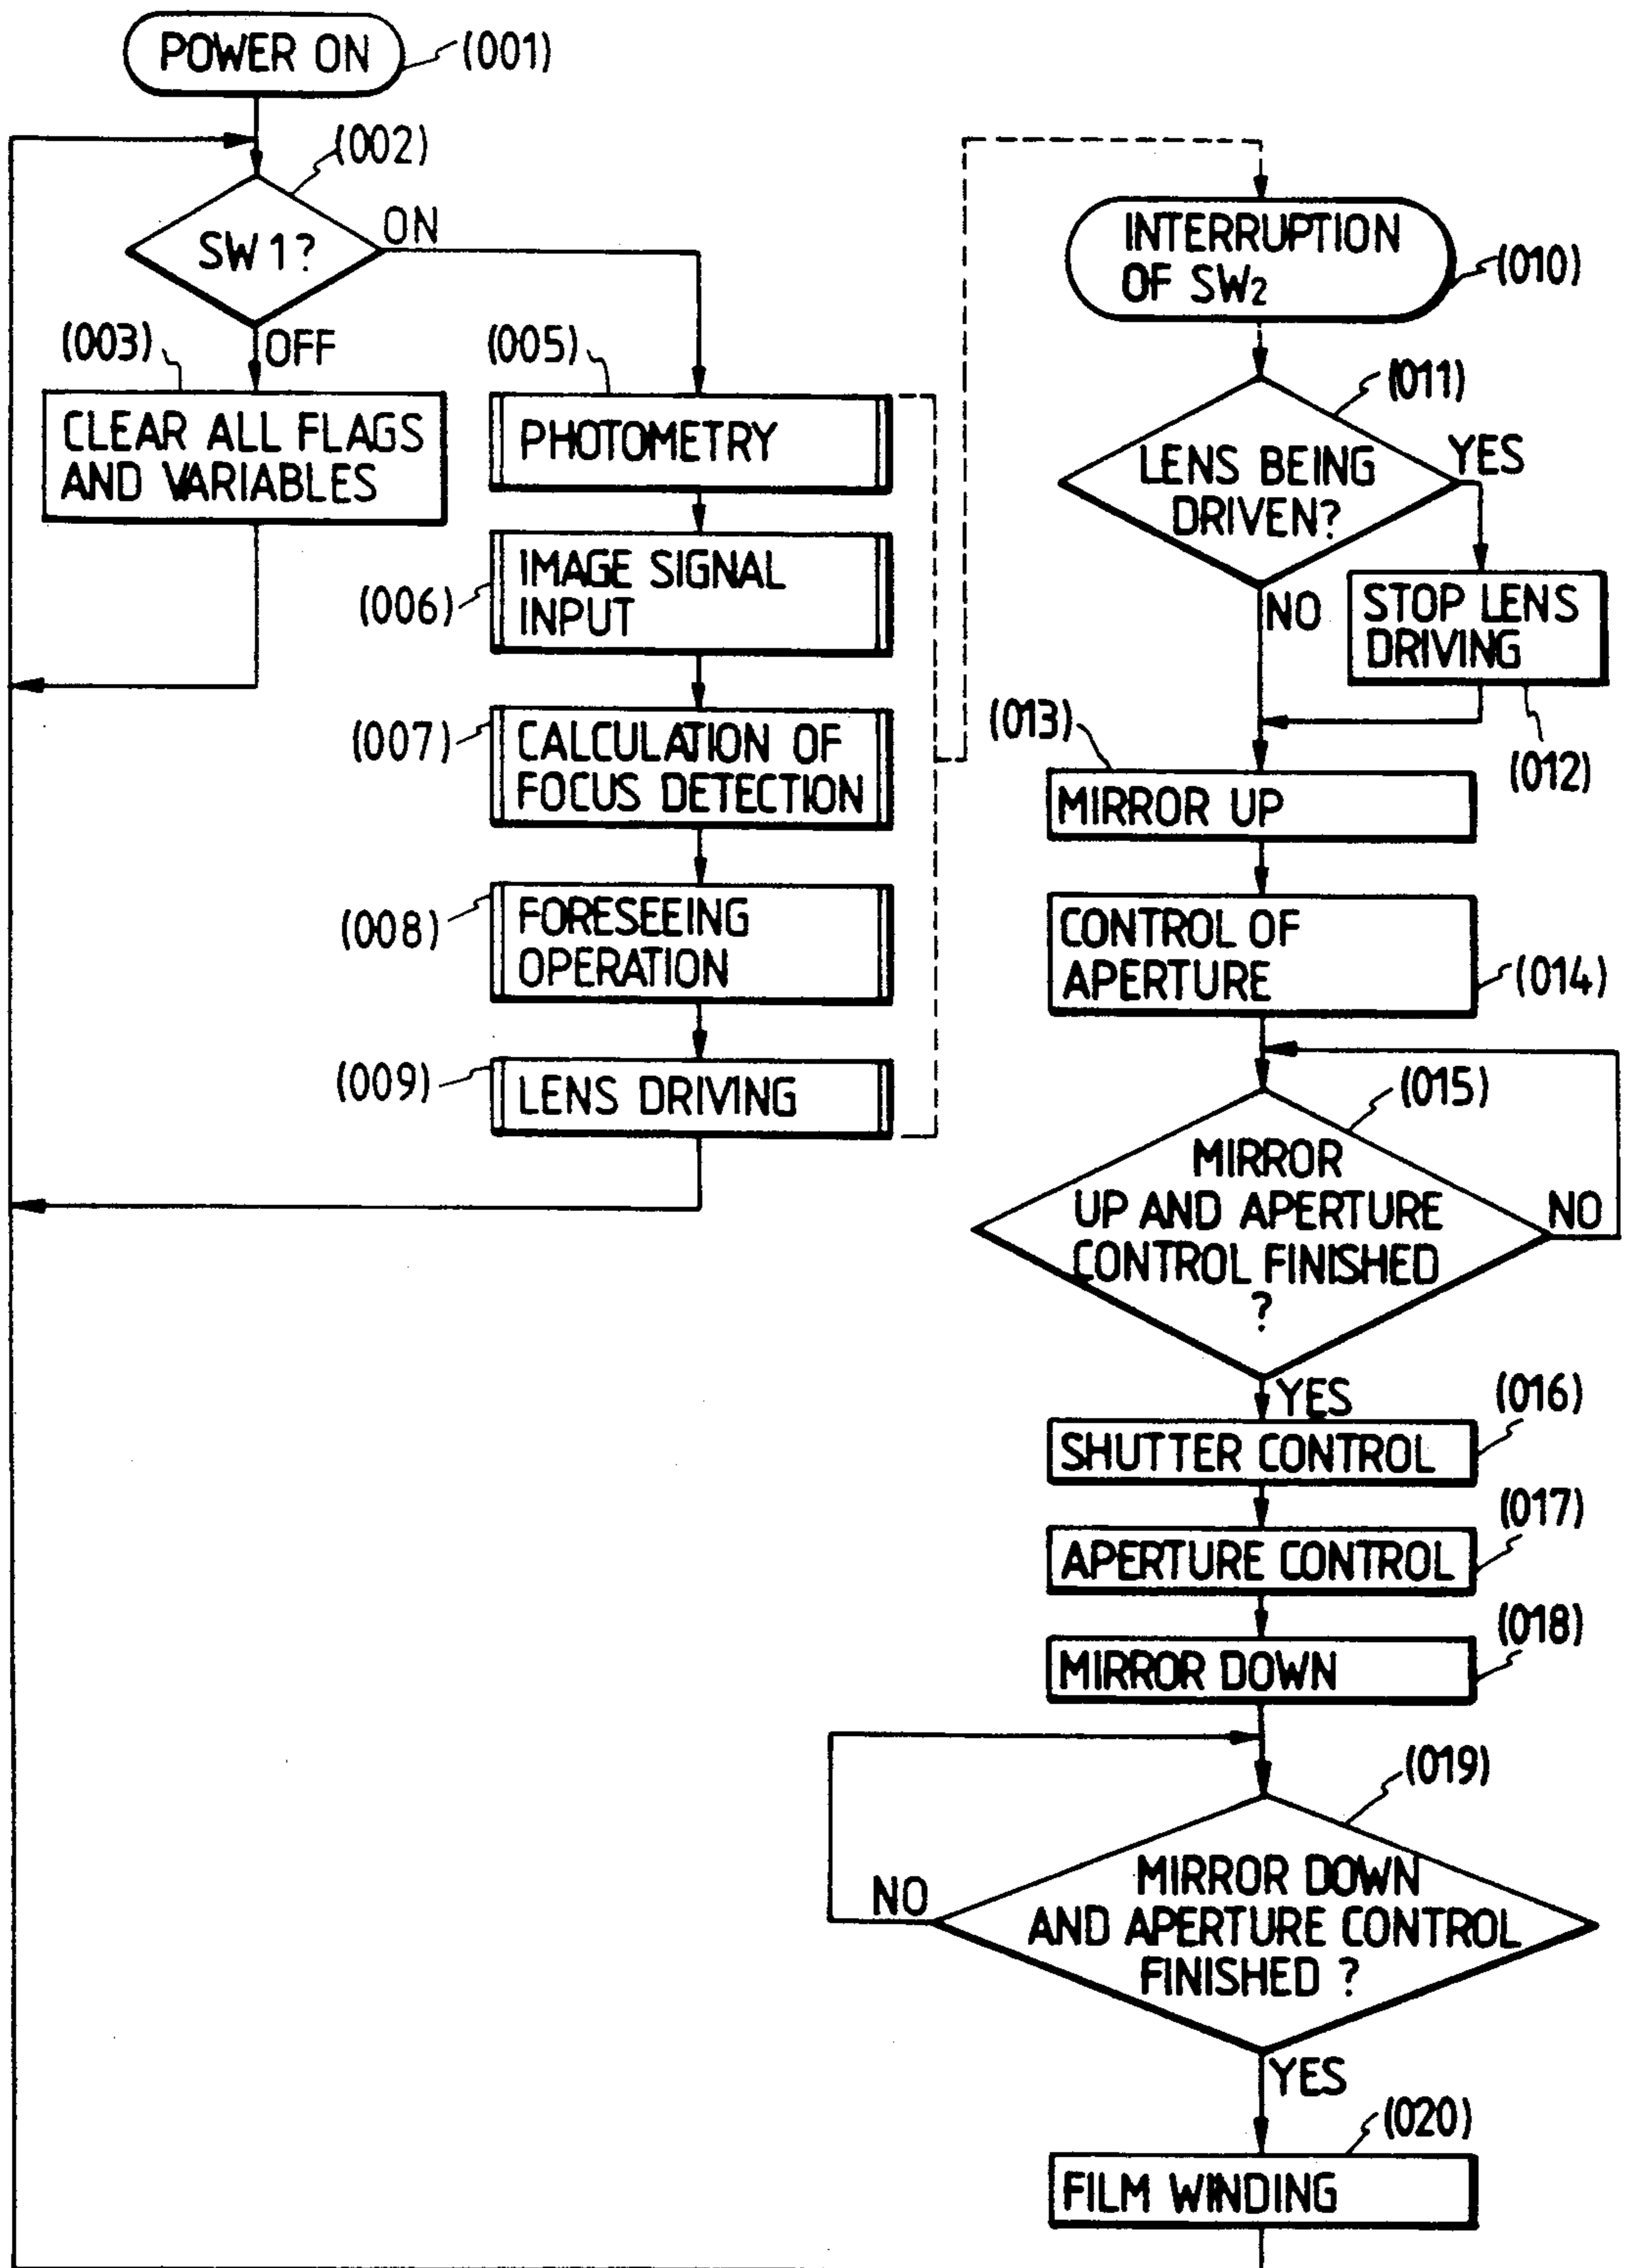 POWER ON
(001)
(002)
SW1?
ON
OFF
(003)
CLEAR ALL FLAGS
AND VARIABLES
(005)
PHOTOMETRY
(006)
IMAGE SIGNAL
INPUT
(007)
CALCULATION OF
FOCUS DETECTION
(008)
FORESEEING
OPERATION
(009)
LENS DRIVING
INTERRUPTION
OF SW2
(010)
(011)
LENS BEING
DRIVEN?
YES
NO
STOP LENS
DRIVING
(012)
(013)
MIRROR UP
CONTROL OF
APERTURE
(014)
(015)
MIRROR
UP AND APERTURE
CONTROL FINISHED
?
NO
YES
(016)
SHUTTER CONTROL
(017)
APERTURE CONTROL
(018)
MIRROR DOWN
(019)
MIRROR DOWN
AND APERTURE CONTROL
FINISHED ?
NO
YES
(020)
FILM WINDING